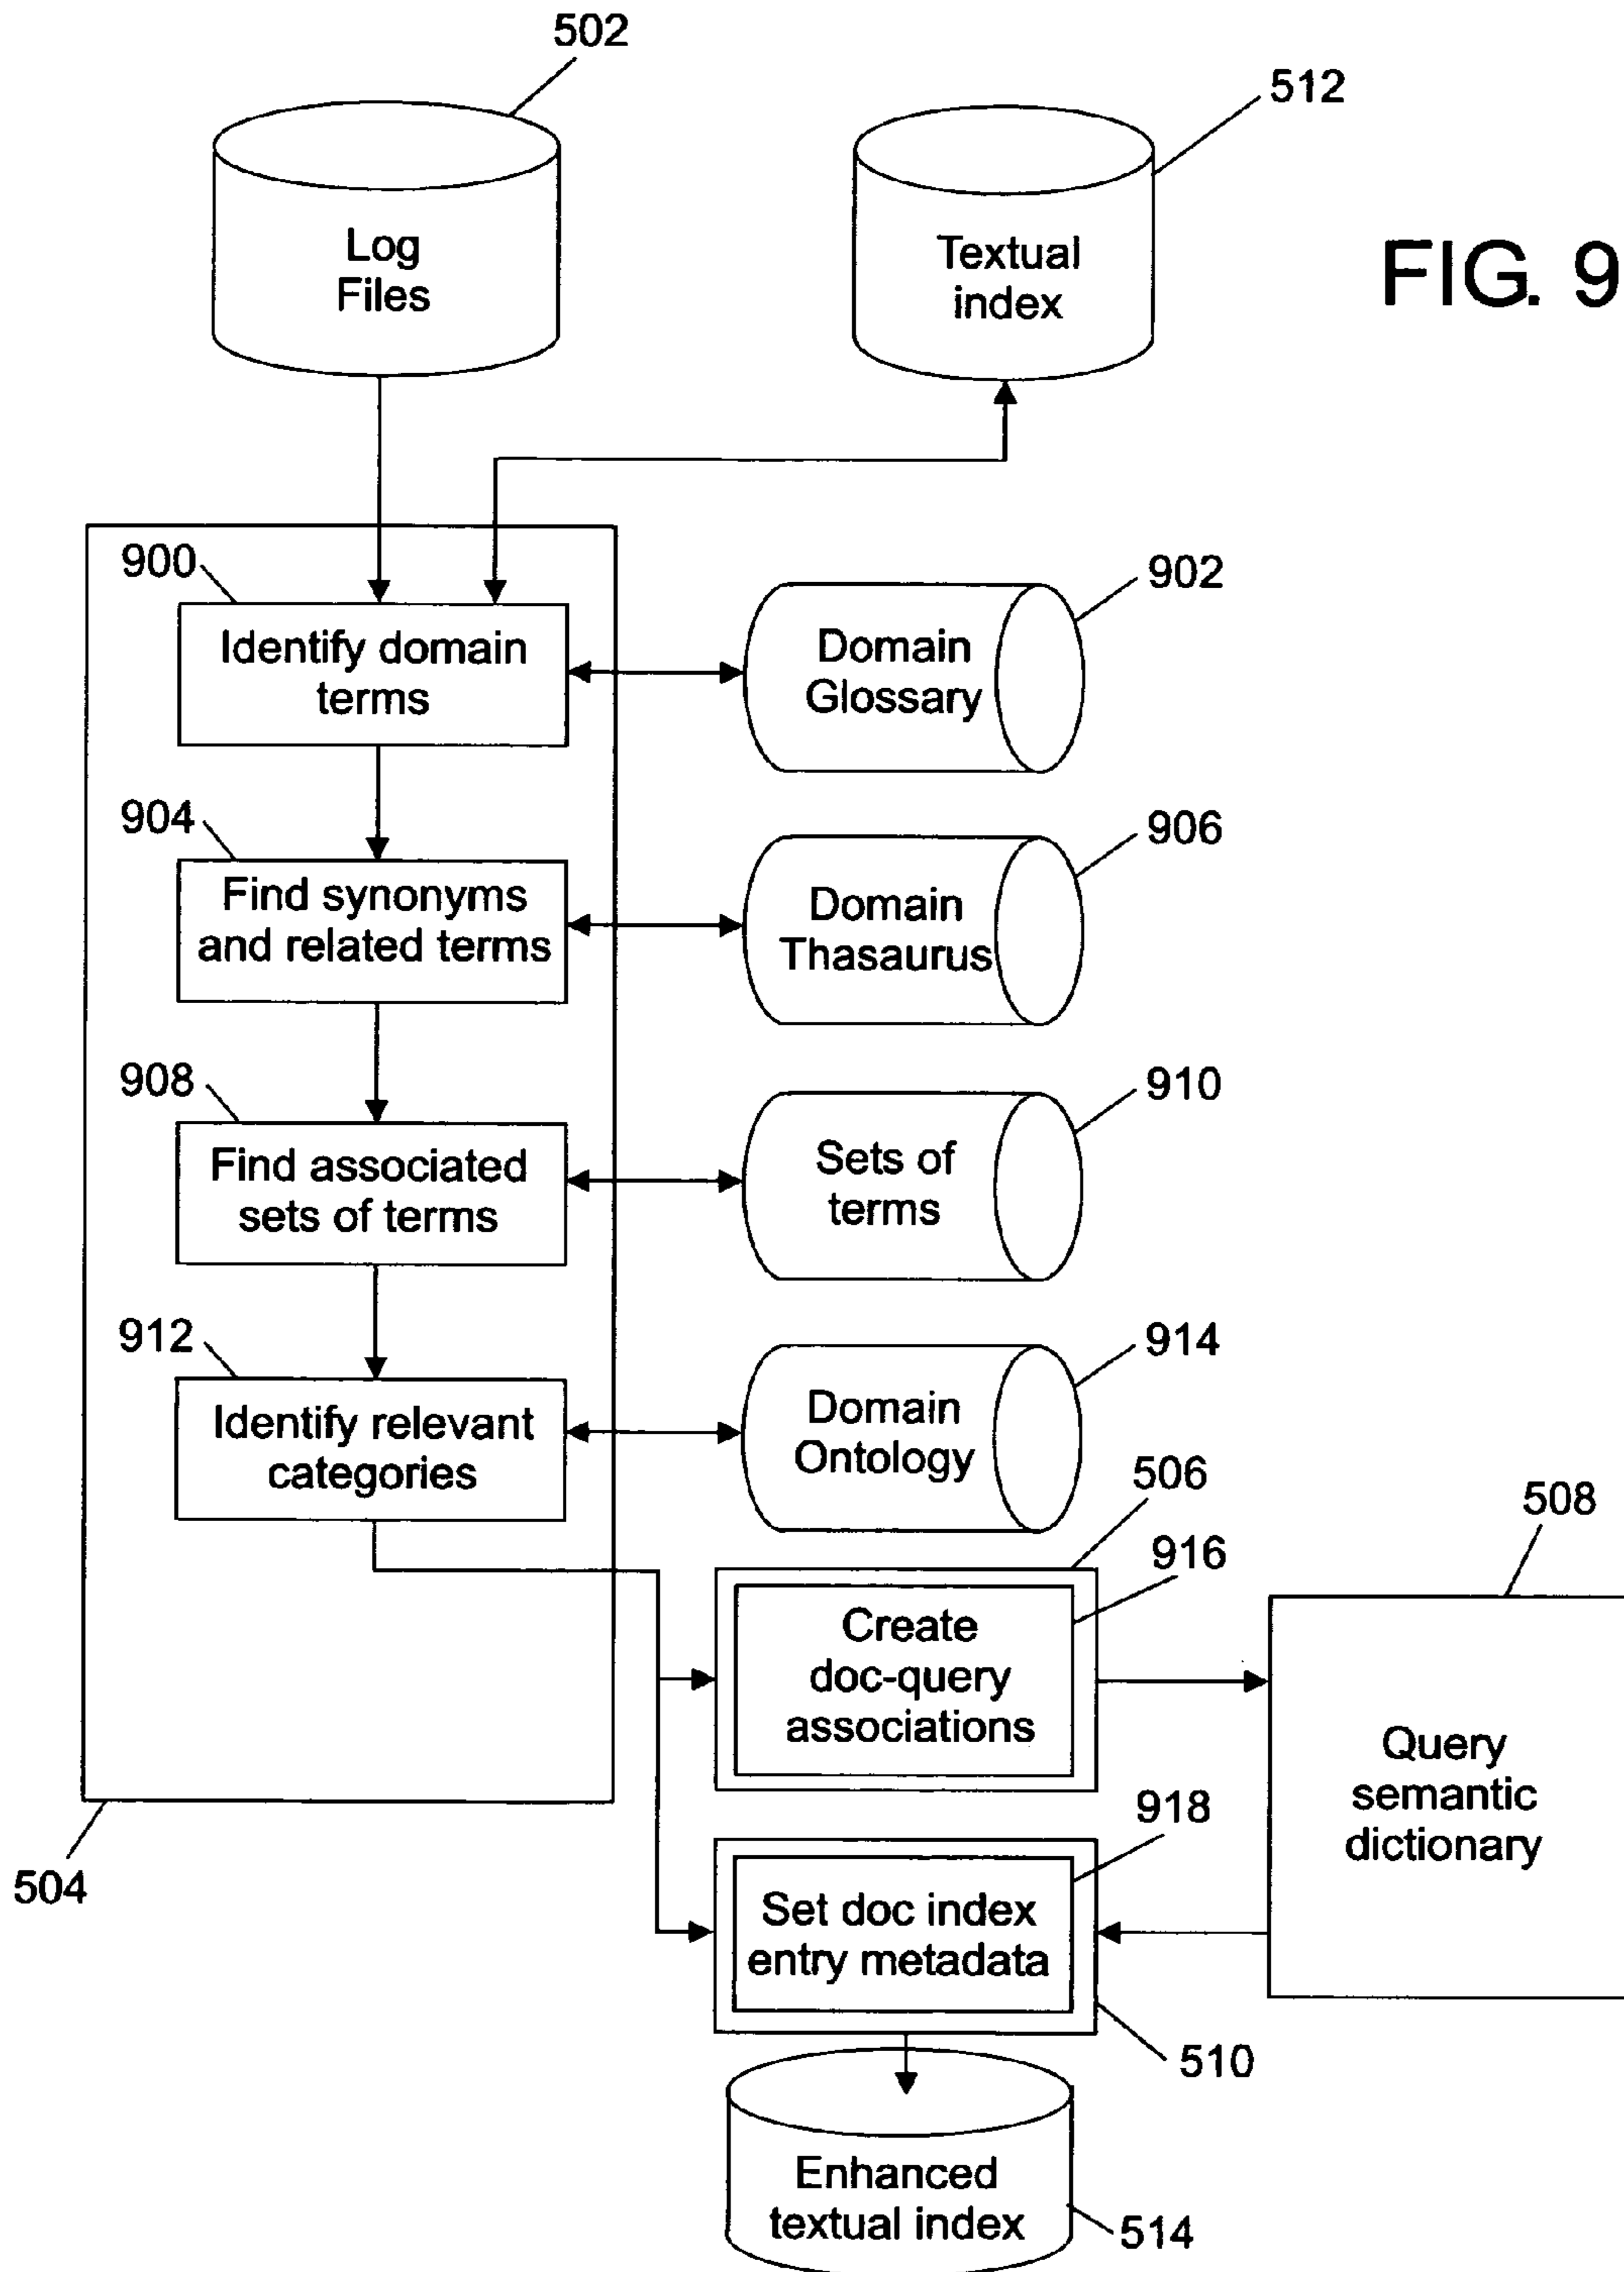 502
512
Log
Files
Textual
index
FIG. 9
900
Identify domain
terms
902
Domain
Glossary
904
Find synonyms
and related terms
906
Domain
Thasaurus
908
Find associated
sets of terms
910
Sets of
terms
912
Identify relevant
categories
914
Domain
Ontology
506
916
508
Create
doc-query
associations
Query
semantic
dictionary
504
918
Set doc index
entry metadata
510
Enhanced
textual index
514